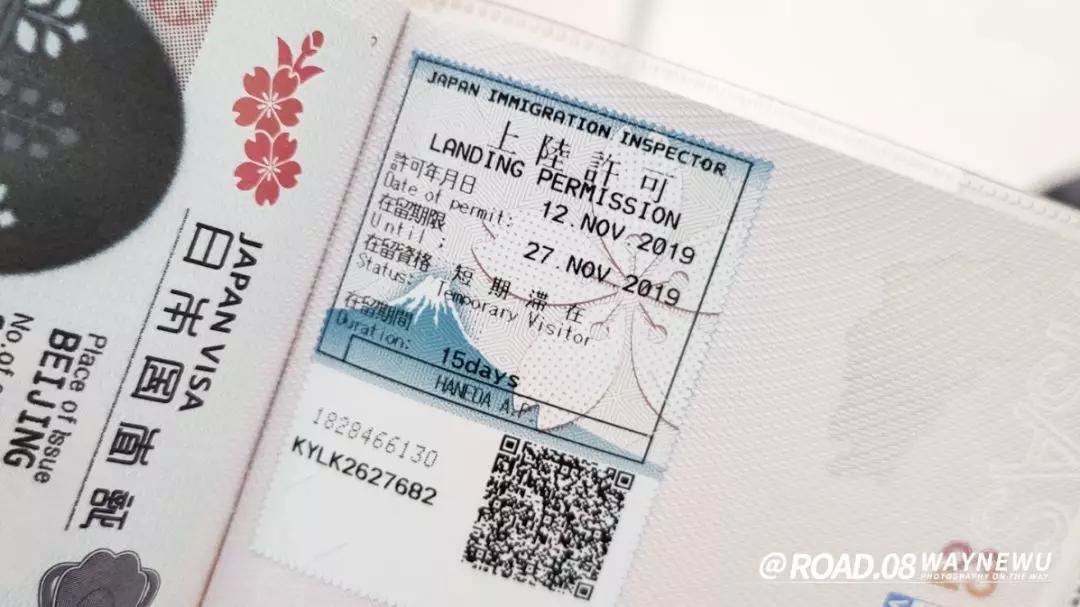 JAPAN IMMIGRATION INSPECTOR
上陸許可
LANDING PERMISSION
許可年月日
Date of permit: 12.NOV.2019
在留期限
Until : 27.NOV.2019
在留資格 短期滞在
Status: Temporary Visitor
在留期間
Duration: 15days
HANEDA A.P
1828466130
KYLK2627682
JAPAN VISA
日本国査証
Place of Issue
BEIJING
No. of
@ROAD.08 WAYNEWU
PHOTOGRAPHY ON THE WAY